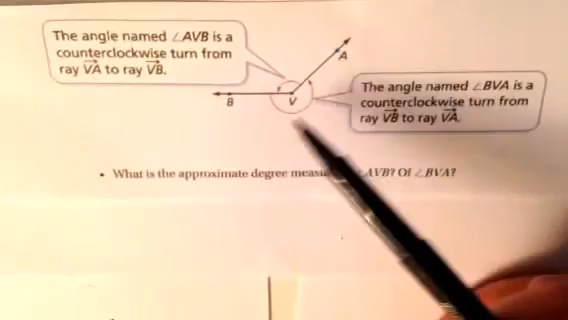 The angle named ∠AVB is a
counterclockwise turn from
ray VA to ray VB.
A
B
V
The angle named ∠BVA is a
counterclockwise turn from
ray VB to ray VA.
• What is the approximate degree ∠AVB? Of ∠BVA?